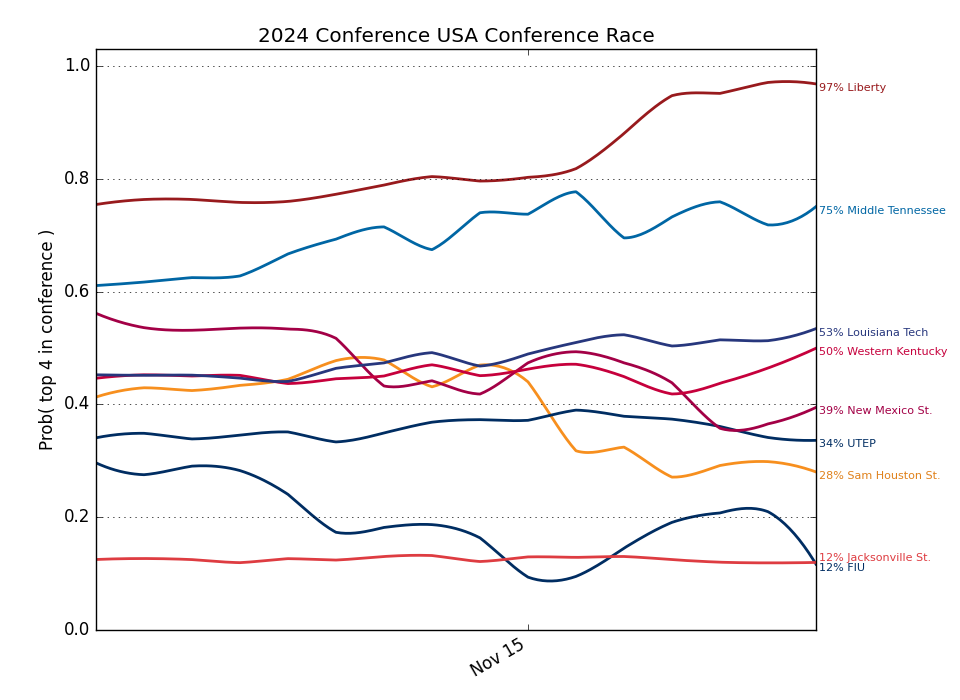 2024 Conference USA Conference Race
Prob( top 4 in conference )
1.0
0.8
0.6
0.4
0.2
0.0
Nov 15
97% Liberty
75% Middle Tennessee
53% Louisiana Tech
50% Western Kentucky
39% New Mexico St.
34% UTEP
28% Sam Houston St.
12% Jacksonville St.
12% FIU